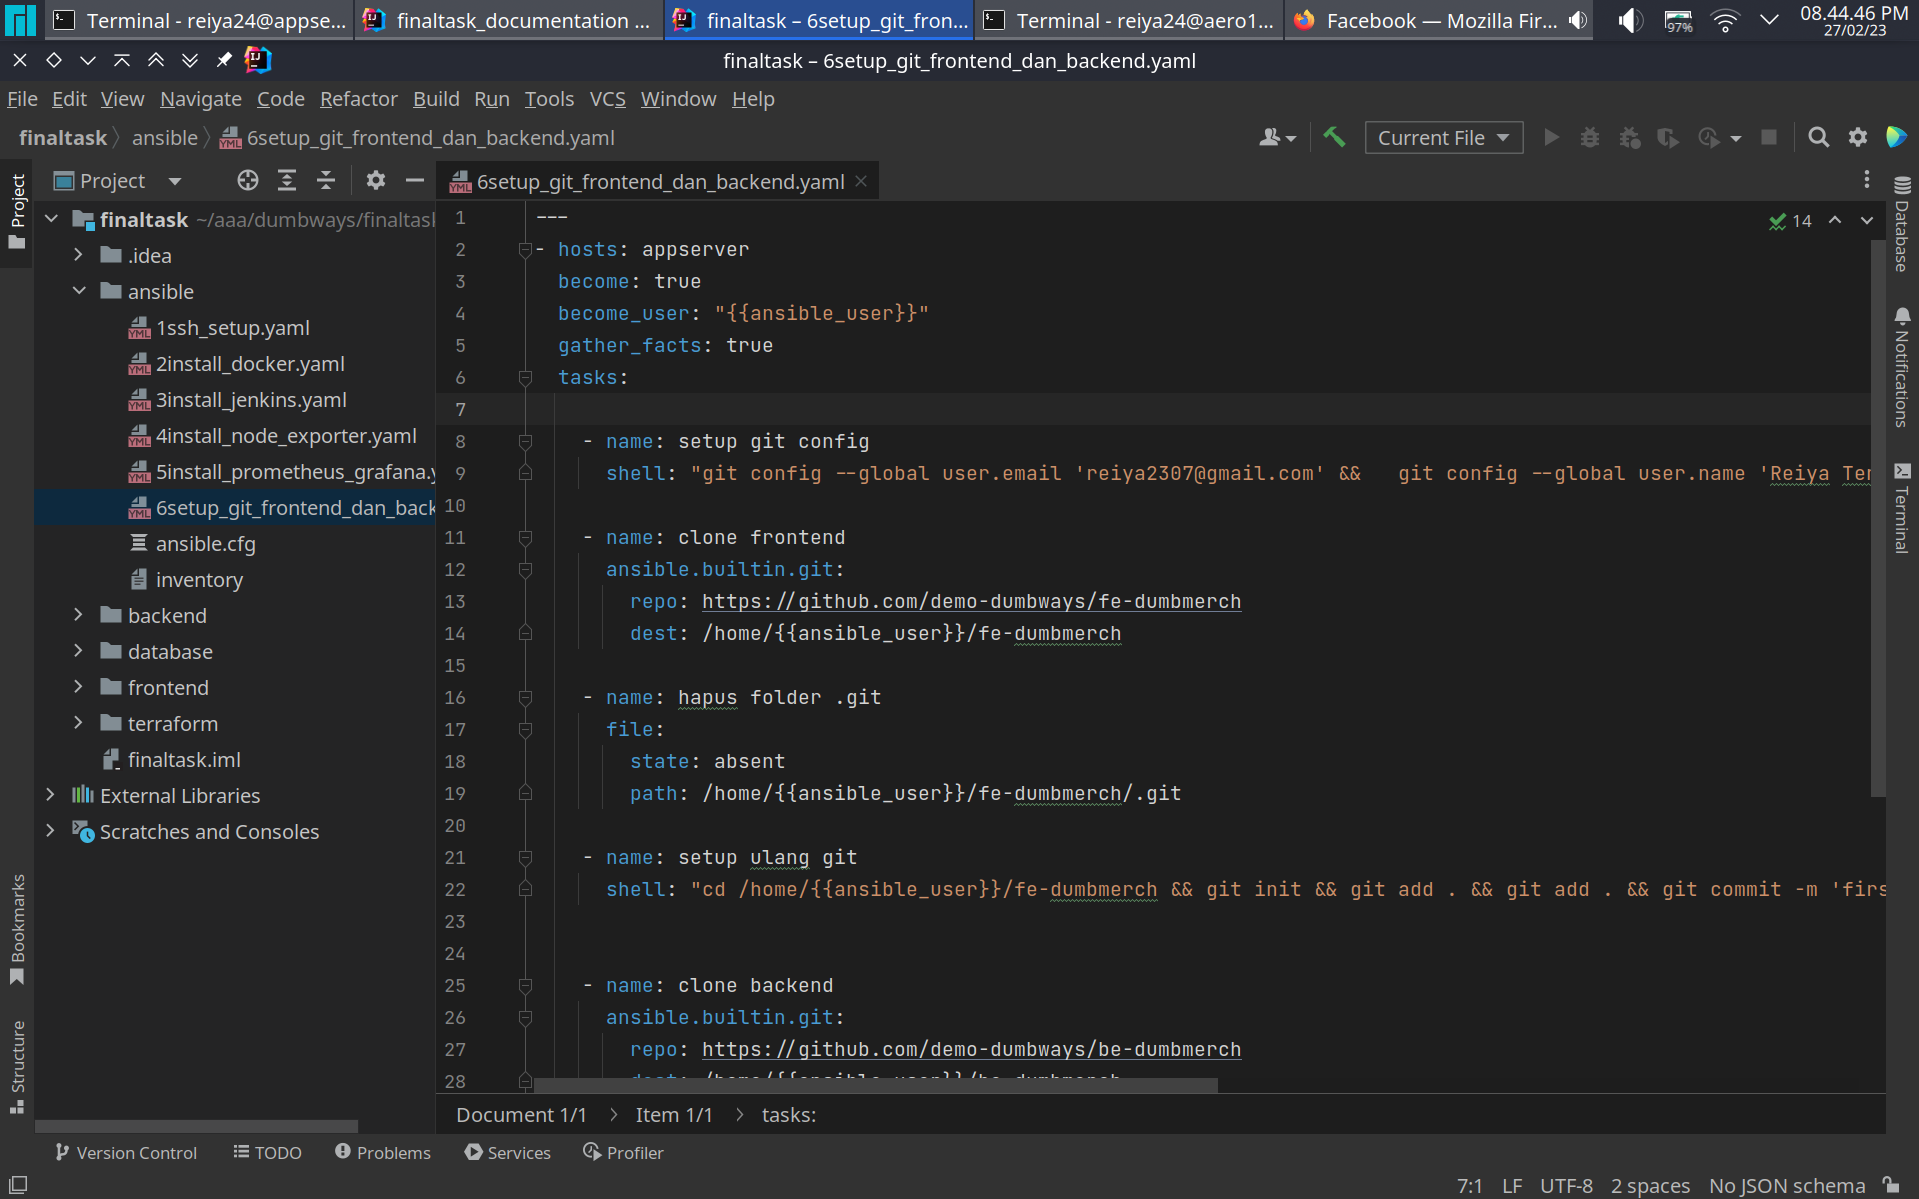 Terminal - reiya24@appse...
finaltask_documentation ...
finaltask – 6setup_git_fron...
Terminal - reiya24@aero1...
Facebook — Mozilla Fir...
97%
08.44.46 PM
27/02/23
finaltask – 6setup_git_frontend_dan_backend.yaml
File Edit View Navigate Code Refactor Build Run Tools VCS Window Help
finaltask ansible 6setup_git_frontend_dan_backend.yaml
Current File
Project
Project
6setup_git_frontend_dan_backend.yaml
finaltask ~/aaa/dumbways/finaltask
.idea
ansible
1ssh_setup.yaml
2install_docker.yaml
3install_jenkins.yaml
4install_node_exporter.yaml
5install_prometheus_grafana.y
6setup_git_frontend_dan_back
ansible.cfg
inventory
backend
database
frontend
terraform
finaltask.iml
External Libraries
Scratches and Consoles
Bookmarks
Structure
14
1 ---
2 - hosts: appserver
3 become: true
4 become_user: "{{ansible_user}}"
5 gather_facts: true
6 tasks:
7
8 - name: setup git config
9 shell: "git config --global user.email 'reiya2307@gmail.com' && git config --global user.name 'Reiya Ter
10
11 - name: clone frontend
12 ansible.builtin.git:
13 repo: https://github.com/demo-dumbways/fe-dumbmerch
14 dest: /home/{{ansible_user}}/fe-dumbmerch
15
16 - name: hapus folder .git
17 file:
18 state: absent
19 path: /home/{{ansible_user}}/fe-dumbmerch/.git
20
21 - name: setup ulang git
22 shell: "cd /home/{{ansible_user}}/fe-dumbmerch && git init && git add . && git add . && git commit -m 'firs
23
24
25 - name: clone backend
26 ansible.builtin.git:
27 repo: https://github.com/demo-dumbways/be-dumbmerch
28 dest: /home/{{ansible_user}}/be-dumbmerch
Database
Notifications
Terminal
Document 1/1 Item 1/1 tasks:
Version Control TODO Problems Services Profiler
7:1 LF UTF-8 2 spaces No JSON schema